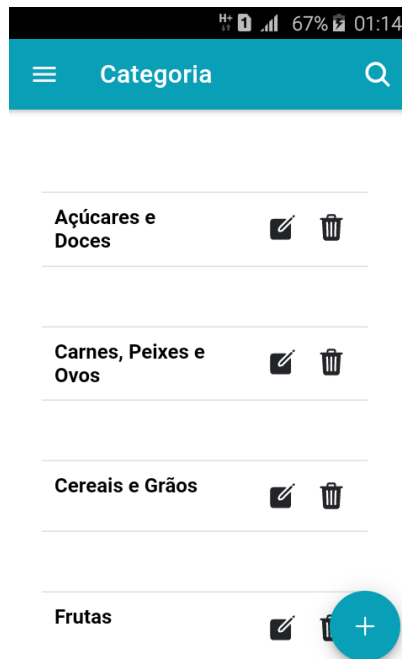 H+ 1 67% 01:14
Categoria
Açúcares e
Doces
Carnes, Peixes e
Ovos
Cereais e Grãos
Frutas